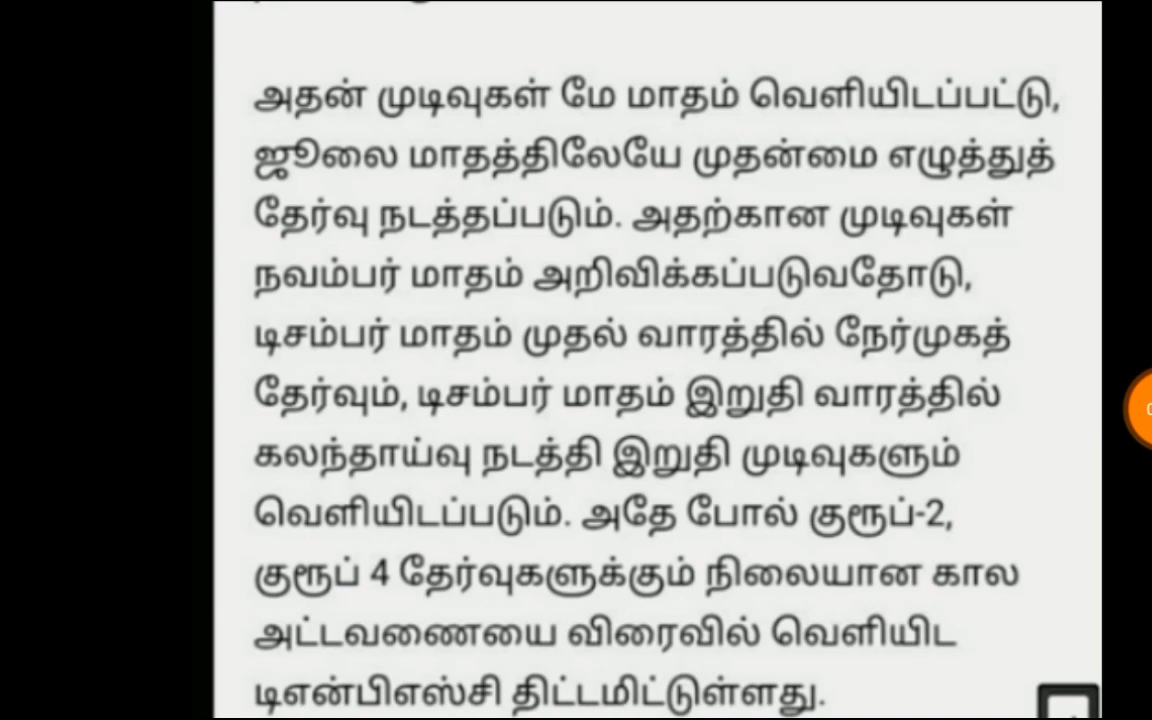 அதன் முடிவுகள் மே மாதம் வெளியிடப்பட்டு,
ஜூலை மாதத்திலேயே முதன்மை எழுத்துத்
தேர்வு நடத்தப்படும். அதற்கான முடிவுகள்
நவம்பர் மாதம் அறிவிக்கப்படுவதோடு,
டிசம்பர் மாதம் முதல் வாரத்தில் நேர்முகத்
தேர்வும், டிசம்பர் மாதம் இறுதி வாரத்தில்
கலந்தாய்வு நடத்தி இறுதி முடிவுகளும்
வெளியிடப்படும். அதே போல் குரூப்-2,
குரூப் 4 தேர்வுகளுக்கும் நிலையான கால
அட்டவணையை விரைவில் வெளியிட
டிஎன்பிஎஸ்சி திட்டமிட்டுள்ளது.